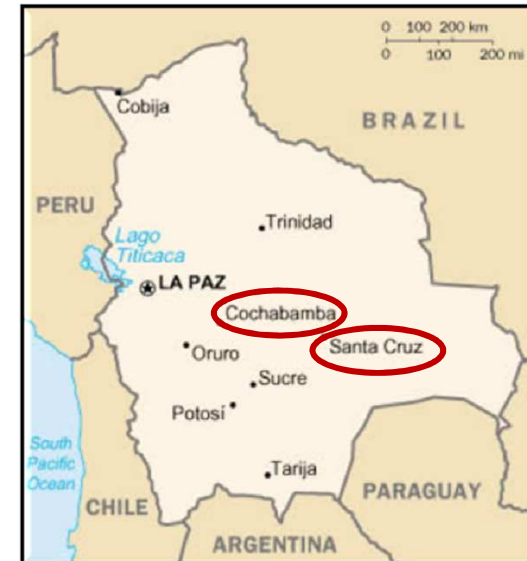 0 100 200 km
0 100 200 mi
Cobija
BRAZIL
PERU
Trinidad
Lago
Titicaca
LA PAZ
Cochabamba
Santa Cruz
Oruro
Sucre
Potosí
South
Pacific
Ocean
Tarija
PARAGUAY
CHILE
ARGENTINA